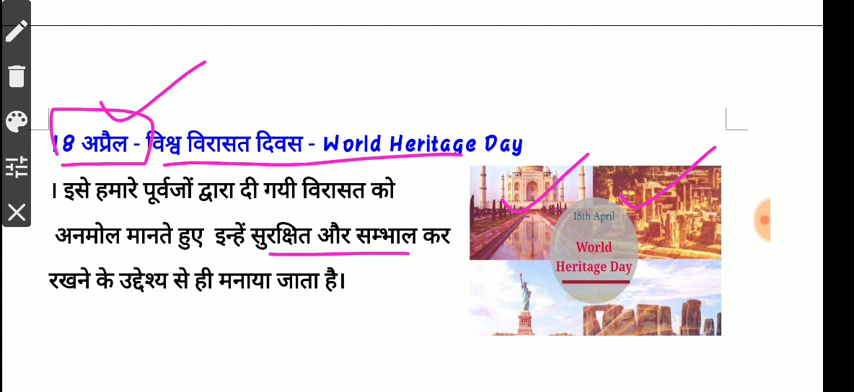 18 अप्रैल - विश्व विरासत दिवस - World Heritage Day
। इसे हमारे पूर्वजों द्वारा दी गयी विरासत को
अनमोल मानते हुए इन्हें सुरक्षित और सम्भाल कर
रखने के उद्देश्य से ही मनाया जाता है।
18th April
World
Heritage Day